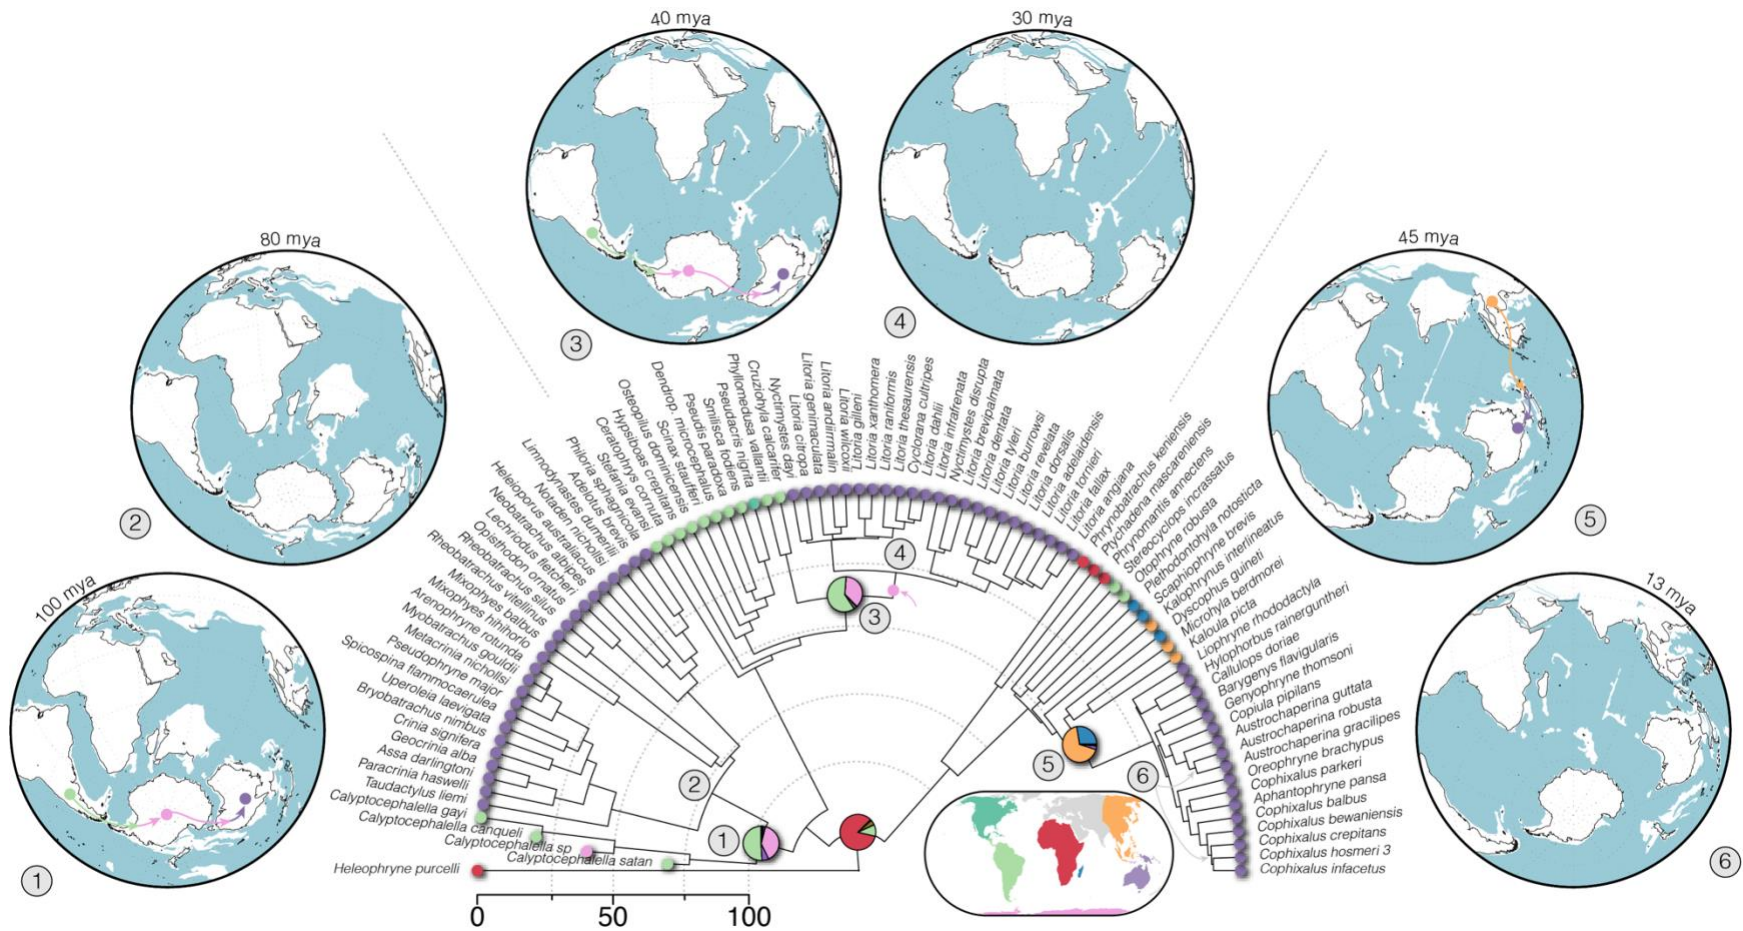 40 mya
30 mya
80 mya
45 mya
100 mya
13 mya
3
4
2
5
1
6
Heleophryne purcelli
Calyptocephalella satan
Calyptocephalella sp
Calyptocephalella canqueli
Calyptocephalella gayi
Taudactylus liemi
Paracrinia haswelli
Assa darlingtoni
Geocrinia alba
Crinia signifera
Bryobatrachus nimbus
Uperoleia laevigata
Spicospina flammocaerulea
Pseudophryne major
Metacrinia nichollsi
Myobatrachus gouldii
Arenophryne rotunda
Mixophyes hihihorlo
Mixophyes balbus
Rheobatrachus vitellinus
Rheobatrachus silus
Opisthodon ornatus
Lechriodus fletcheri
Neobatrachus albipes
Heleioporus australiacus
Notaden nichollsi
Limnodynastes dumerilii
Adelotus brevis
Philoria sphagnicola
Stefania evansi
Ceratophrys cornuta
Hypsiboas crepitans
Osteopilus dominicensis
Scinax staufferi
Dendrop. microcephalus
Pseudis paradoxa
Smilisca fodiens
Pseudacris nigrita
Phyllomedusa vallantii
Cruziohyla calcarifer
Nyctimystes dayi
Litoria citropa
Litoria genimaculata
Litoria andiirrmalin
Litoria wilcoxii
Litoria gilleni
Litoria xanthomera
Litoria raniformis
Litoria thesaurensis
Cyclorana cultripes
Litoria dahlii
Litoria infrafrenata
Nyctimystes disrupta
Litoria brevipalmata
Litoria dentata
Litoria tyleri
Litoria burrowsi
Litoria revelata
Litoria dorsalis
Litoria adelaidensis
Litoria tornieri
Litoria fallax
Litoria angiana
Phrynobatrachus keniensis
Ptychadena mascareniensis
Phrynomantis annectens
Stereocyclops incrassatus
Otophryne robusta
Plethodontohyla notosticta
Scaphiophryne brevis
Kalophrynus interlineatus
Dyscophus guineti
Microhyla berdmorei
Kaloula picta
Liophryne rhododactyla
Hylophorbus rainerguntheri
Callulops doriae
Barygenys flavigularis
Genyophryne thomsoni
Copiula pipilans
Austrochaperina guttata
Austrochaperina robusta
Austrochaperina gracilipes
Oreophryne brachypus
Cophixalus parkeri
Aphantophryne pansa
Cophixalus balbus
Cophixalus bewaniensis
Cophixalus crepitans
Cophixalus hosmeri 3
Cophixalus infacetus
4
3
2
1
5
6
0
50
100